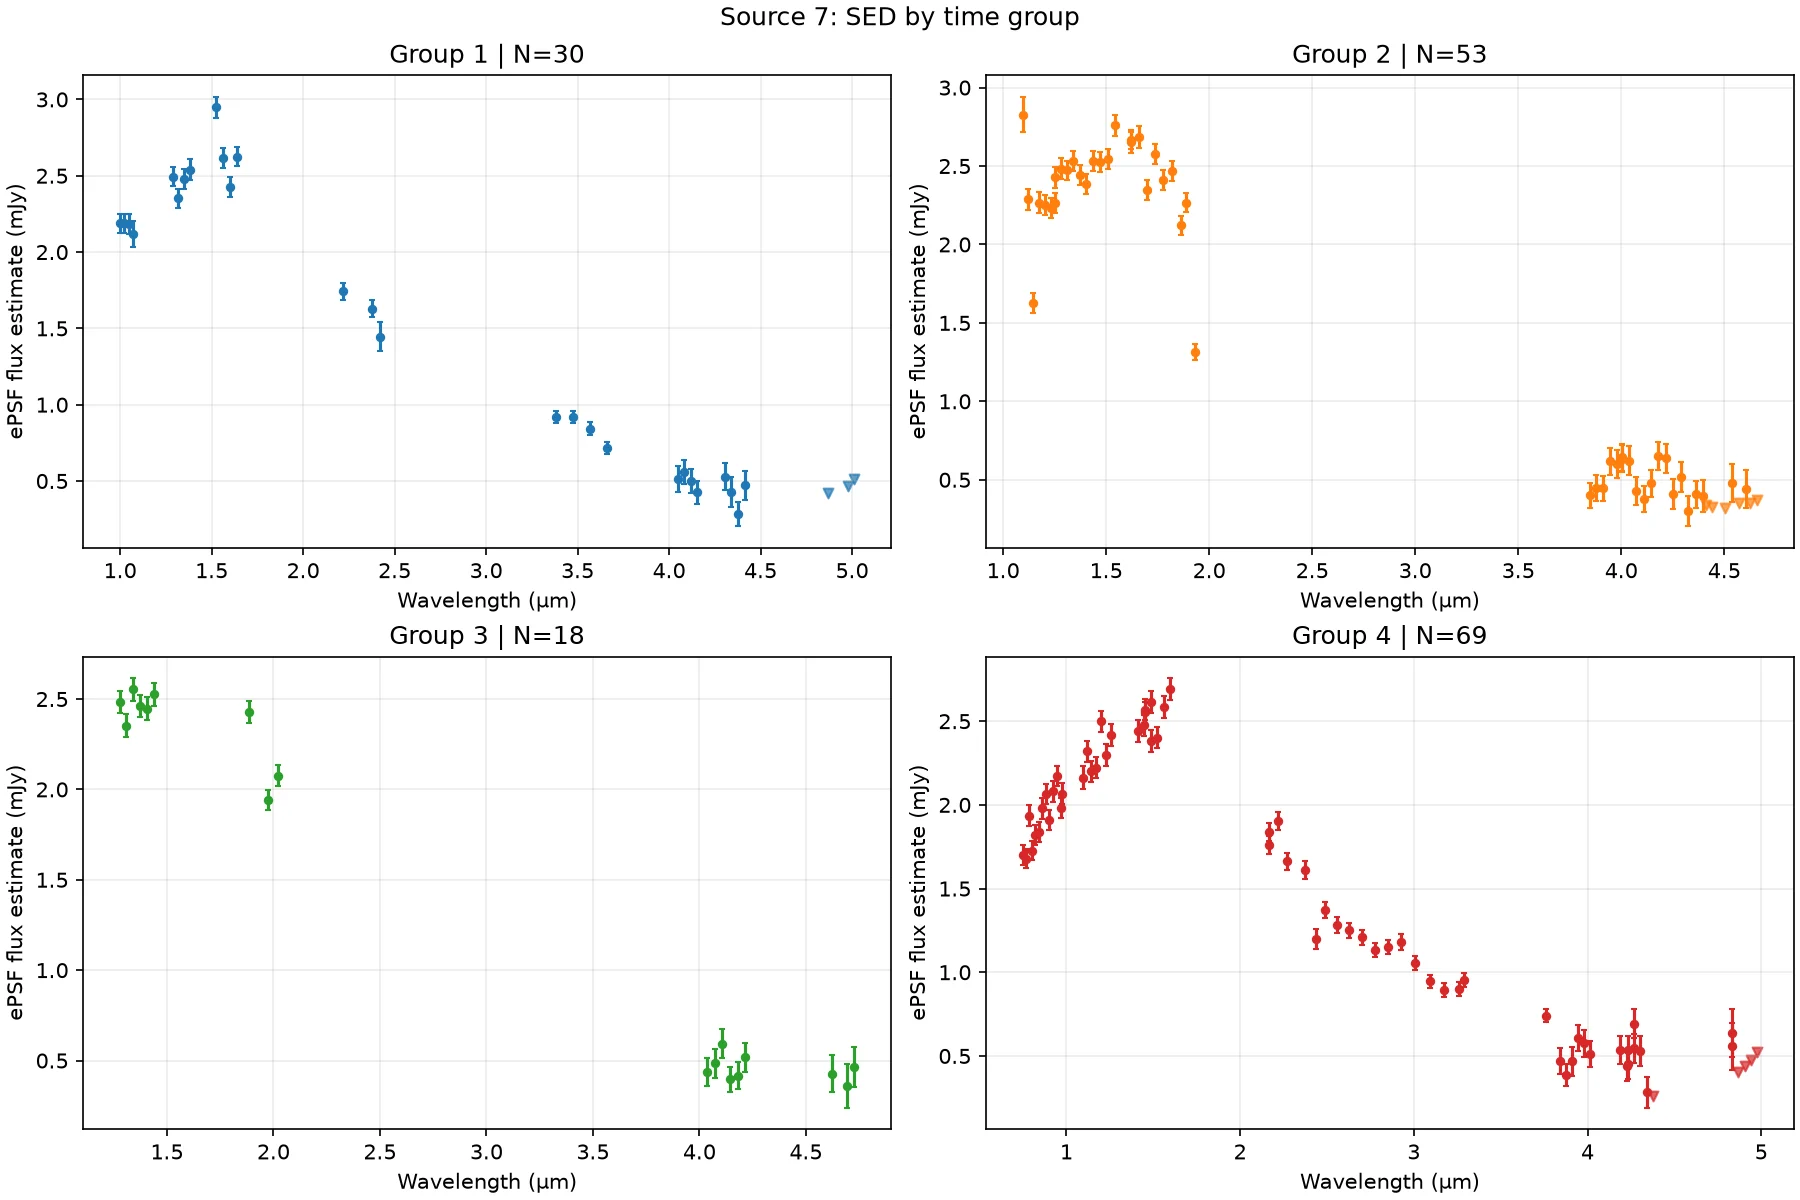 Source 7: SED by time group
Group 1 | N=30
ePSF flux estimate (mJy)
3.0
2.5
2.0
1.5
1.0
0.5
1.0 1.5 2.0 2.5 3.0 3.5 4.0 4.5 5.0
Wavelength (μm)
Group 2 | N=53
ePSF flux estimate (mJy)
3.0
2.5
2.0
1.5
1.0
0.5
1.0 1.5 2.0 2.5 3.0 3.5 4.0 4.5
Wavelength (μm)
Group 3 | N=18
ePSF flux estimate (mJy)
2.5
2.0
1.5
1.0
0.5
1.5 2.0 2.5 3.0 3.5 4.0 4.5
Wavelength (μm)
Group 4 | N=69
ePSF flux estimate (mJy)
2.5
2.0
1.5
1.0
0.5
1 2 3 4 5
Wavelength (μm)